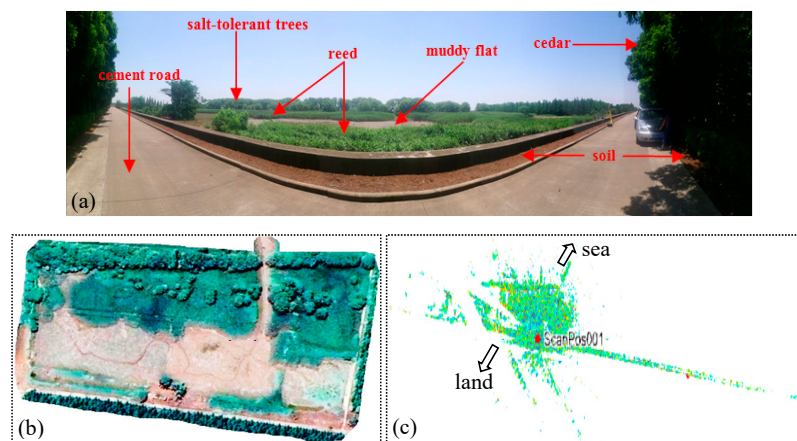 salt-tolerant trees
cedar
reed
muddy flat
cement road
soil
(a)
sea
ScanPos001
land
(b)
(c)